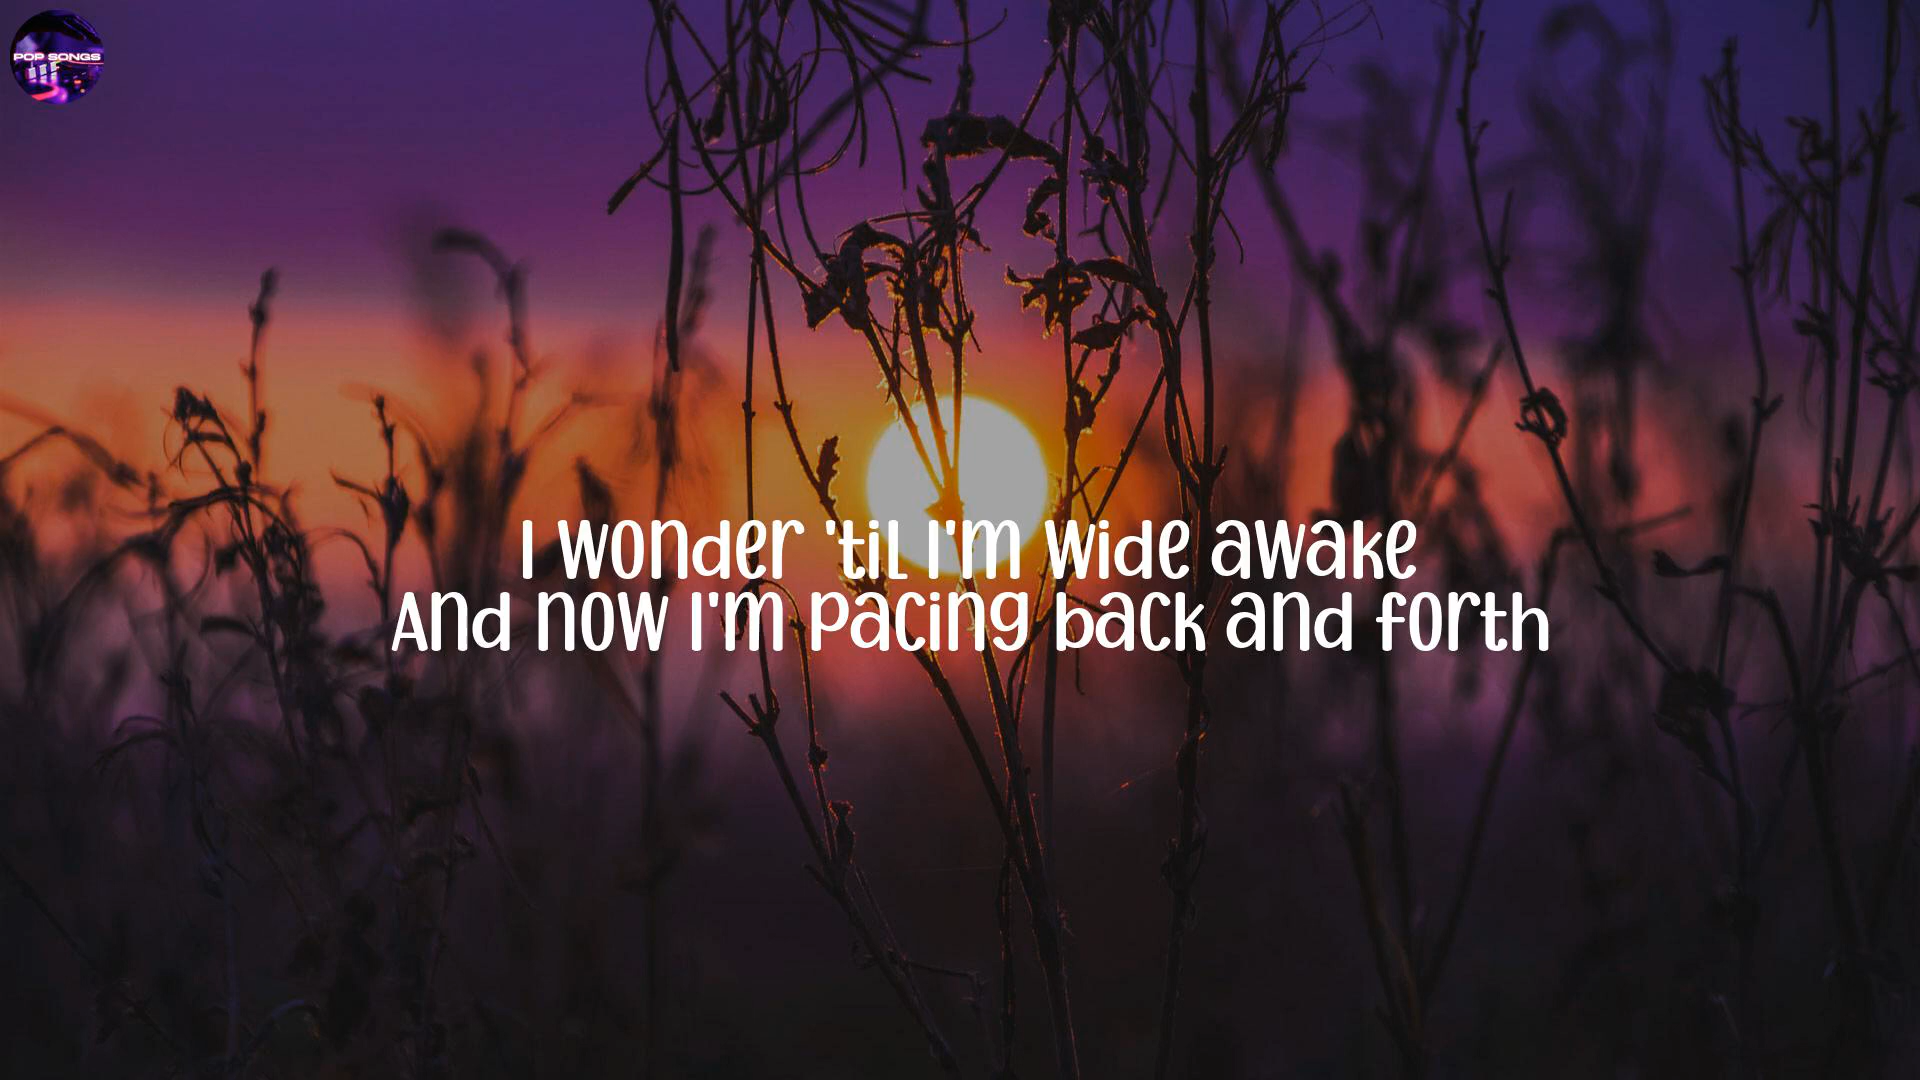 POP SONGS
I wonder 'til I'm wide awake
And now I'm pacing back and forth